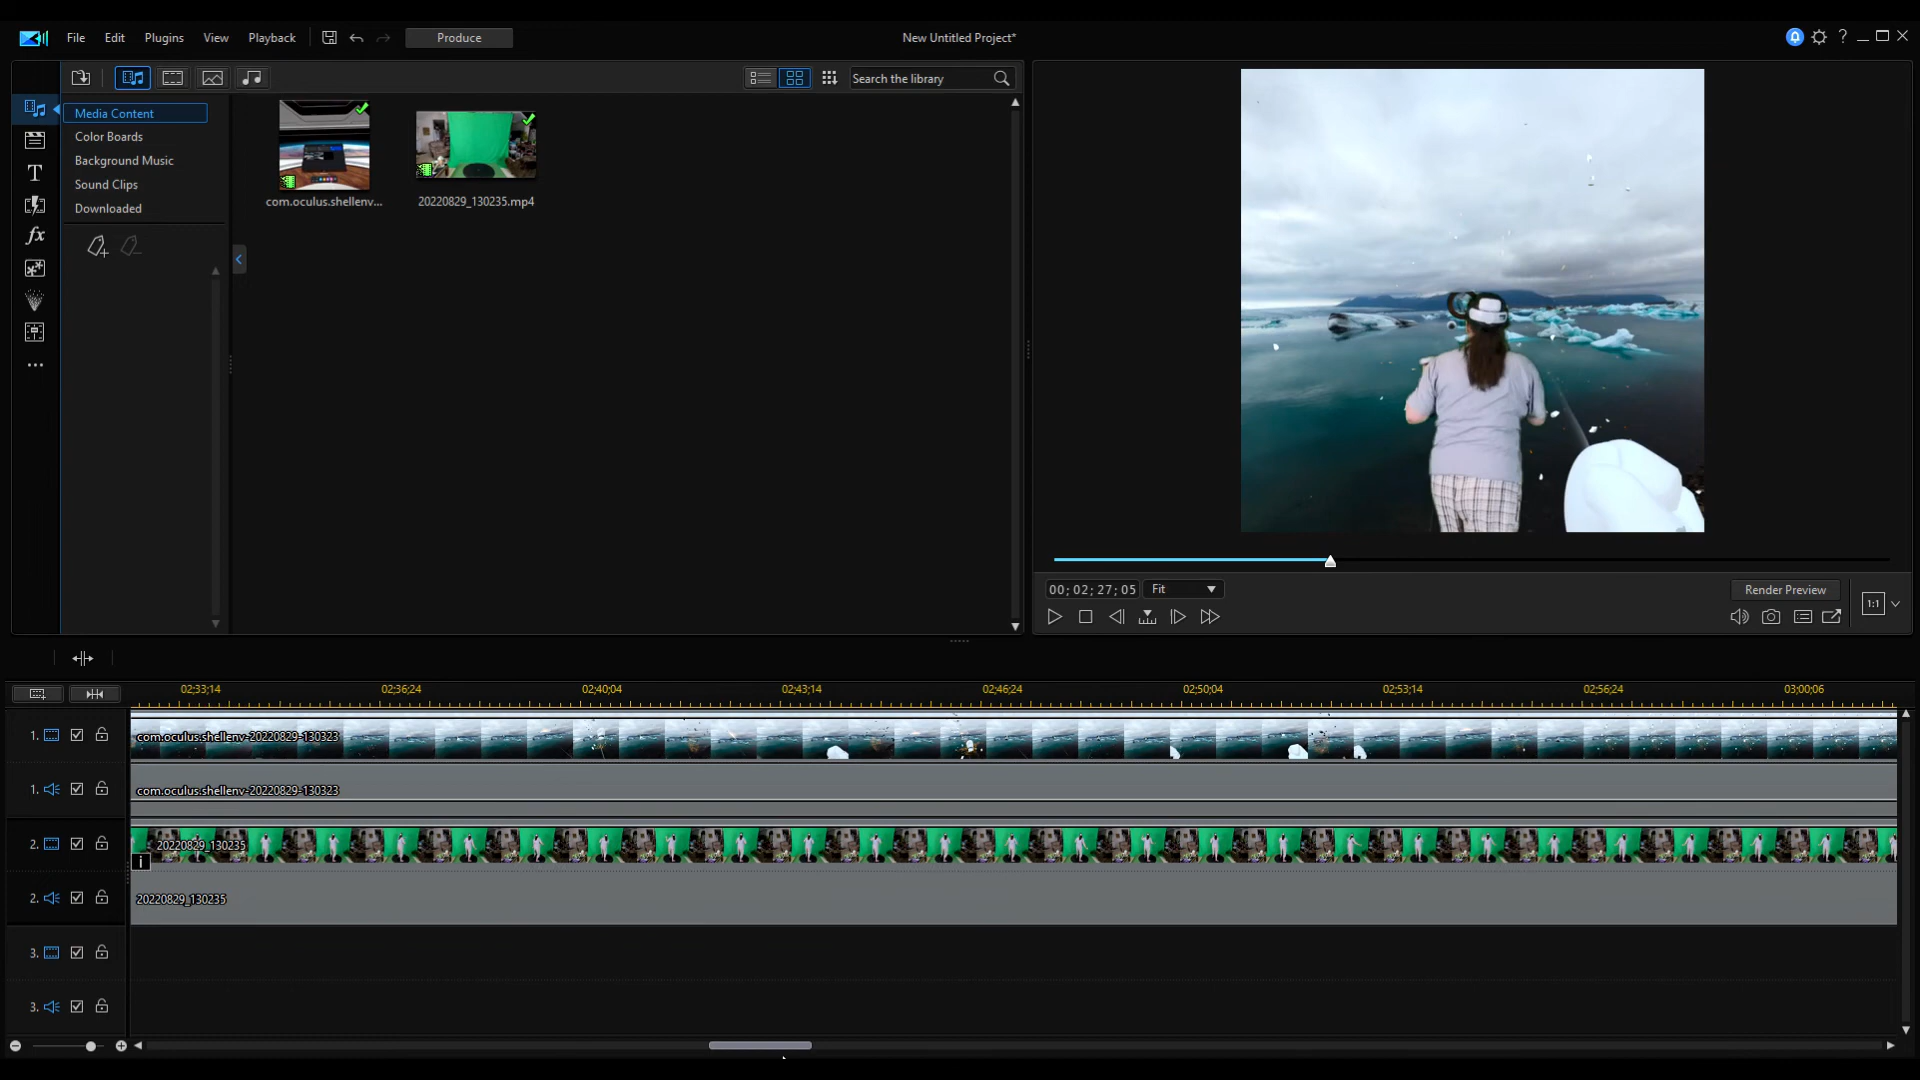 File Edit Plugins View Playback Produce New Untitled Project* ?
Search the library
Media Content
Color Boards
Background Music
Sound Clips
Downloaded
T
fx
com.oculus.shellenv... 20220829_130235.mp4
00; 02; 27; 05 Fit Render Preview
1:1
02;33;14 02;36;24 02;40;04 02;43;14 02;46;24 02;50;04 02;53;14 02;56;24 03;00;06
1. com.oculus.shellenv-20220829-130323
1. com.oculus.shellenv-20220829-130323
2. 20220829_130235
i
2. 20220829_130235
3.
3.